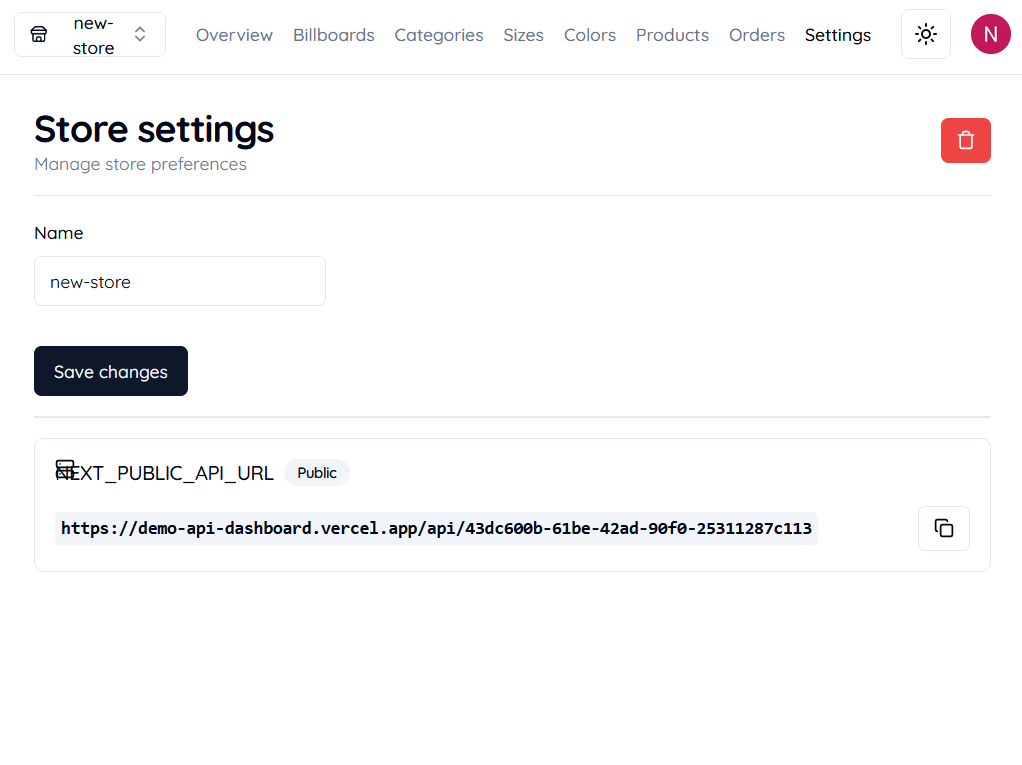 new-
store
Overview Billboards Categories Sizes Colors Products Orders Settings
N
Store settings
Manage store preferences
Name
new-store
Save changes
NEXT_PUBLIC_API_URL Public
https://demo-api-dashboard.vercel.app/api/43dc600b-61be-42ad-90f0-25311287c113